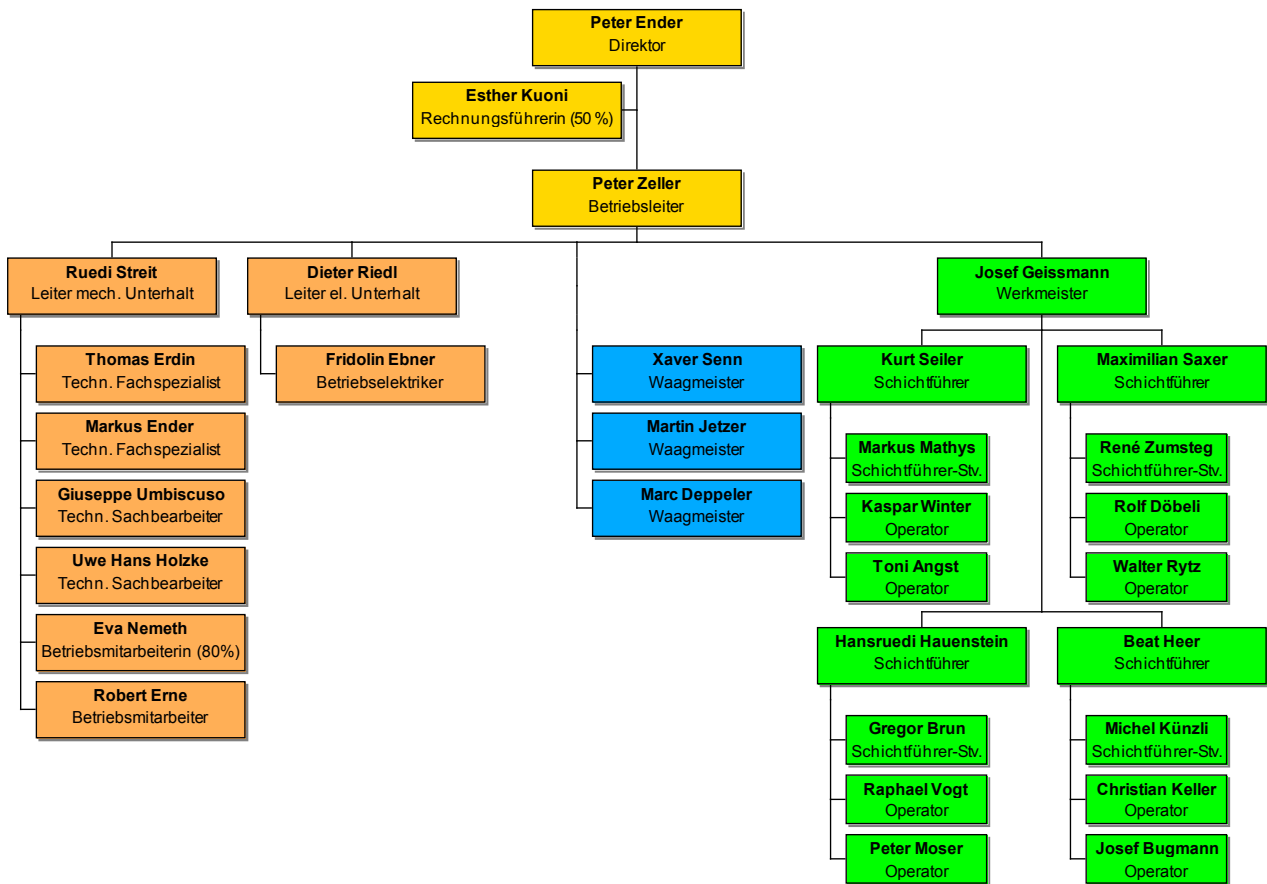 Peter Ender
Direktor
Esther Kuoni
Rechnungsführerin (50 %)
Peter Zeller
Betriebsleiter
Ruedi Streit
Leiter mech. Unterhalt
Thomas Erdin
Techn. Fachspezialist
Markus Ender
Techn. Fachspezialist
Giuseppe Umbiscuso
Techn. Sachbearbeiter
Uwe Hans Holzke
Techn. Sachbearbeiter
Eva Nemeth
Betriebsmitarbeiterin (80%)
Robert Erne
Betriebsmitarbeiter
Dieter Riedl
Leiter el. Unterhalt
Fridolin Ebner
Betriebselektriker
Xaver Senn
Waagmeister
Martin Jetzer
Waagmeister
Marc Deppeler
Waagmeister
Josef Geissmann
Werkmeister
Kurt Seiler
Schichtführer
Markus Mathys
Schichtführer-Stv.
Kaspar Winter
Operator
Toni Angst
Operator
Maximilian Saxer
Schichtführer
René Zumsteg
Schichtführer-Stv.
Rolf Döbeli
Operator
Walter Rytz
Operator
Hansruedi Hauenstein
Schichtführer
Gregor Brun
Schichtführer-Stv.
Raphael Vogt
Operator
Peter Moser
Operator
Beat Heer
Schichtführer
Michel Künzli
Schichtführer-Stv.
Christian Keller
Operator
Josef Bugmann
Operator